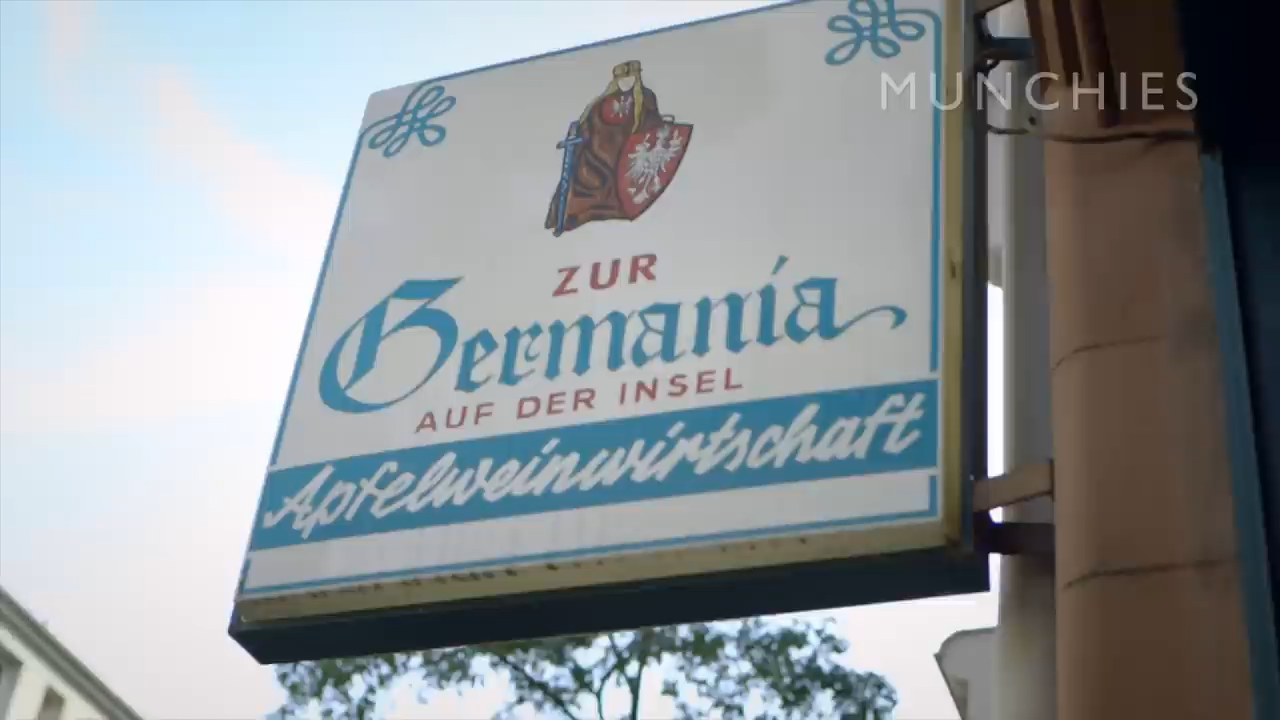 MUNCHIES
ZUR
Germania
AUF DER INSEL
Apfelweinwirtschaft